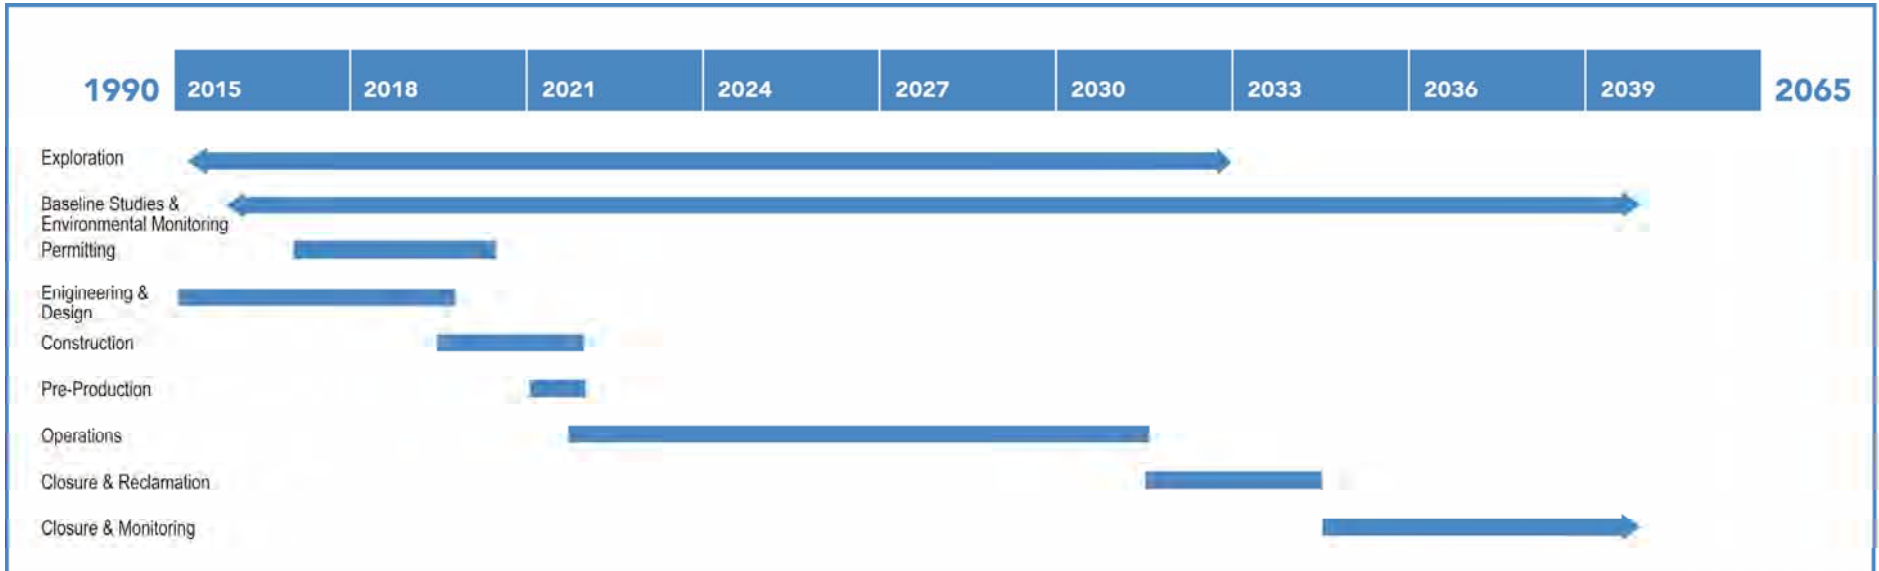 1990 2015 2018 2021 2024 2027 2030 2033 2036 2039 2065
Exploration
Baseline Studies &
Environmental Monitoring
Permitting
Enigineering &
Design
Construction
Pre-Production
Operations
Closure & Reclamation
Closure & Monitoring